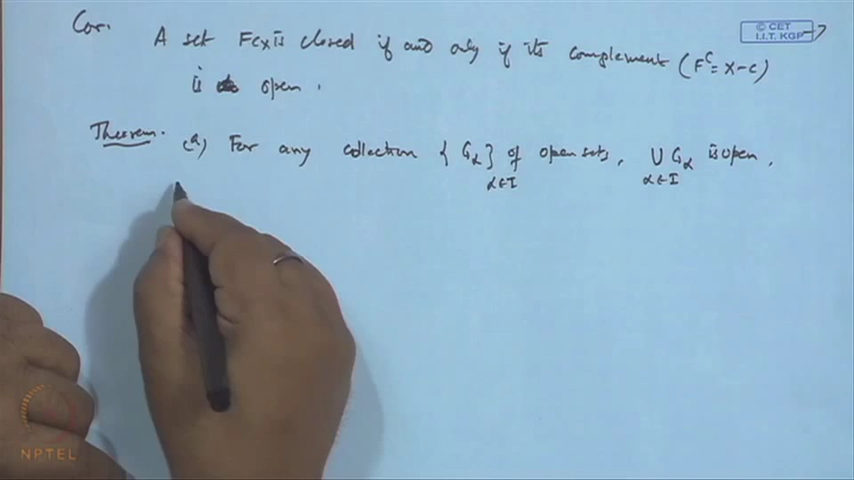 Cor. A set F⊂X is closed if and only if its complement (F^c = X-C)
is open.
Theorem. (a) For any collection {G_α}_{α∈I} of open sets, ∪_{α∈I} G_α is open,
© CET
I.I.T. KGP
7
NPTEL